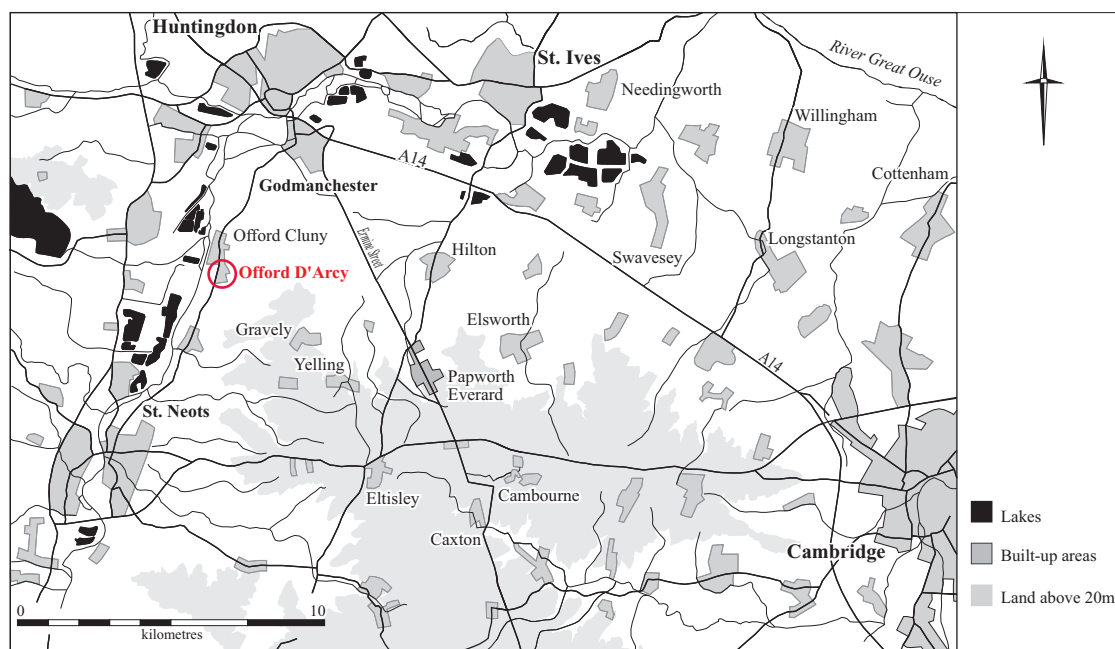 Huntingdon
St. Ives
River Great Ouse
Needingworth
Willingham
A14
Cottenham
Godmanchester
Offord Cluny
Ermine Street
Hilton
Longstanton
Swavesey
Offord D'Arcy
Gravely
Elsworth
Yelling
A14
Papworth
Everard
St. Neots
Eltisley
Cambourne
Caxton
Cambridge
Lakes
Built-up areas
Land above 20m
0
10
kilometres